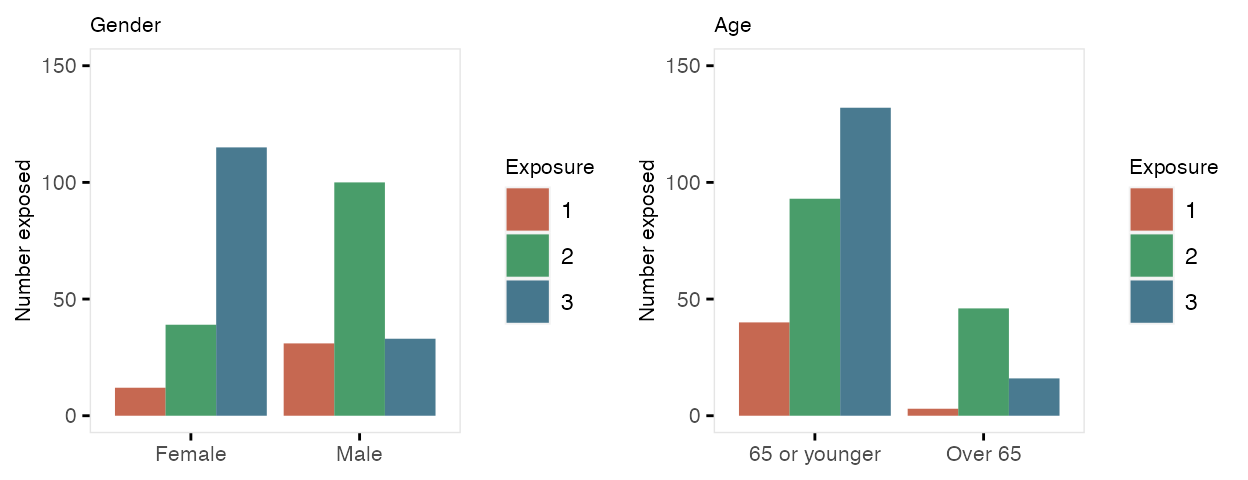 Gender
Number exposed
150
100
50
0
Female Male
Exposure
1
2
3
Age
Number exposed
150
100
50
0
65 or younger Over 65
Exposure
1
2
3